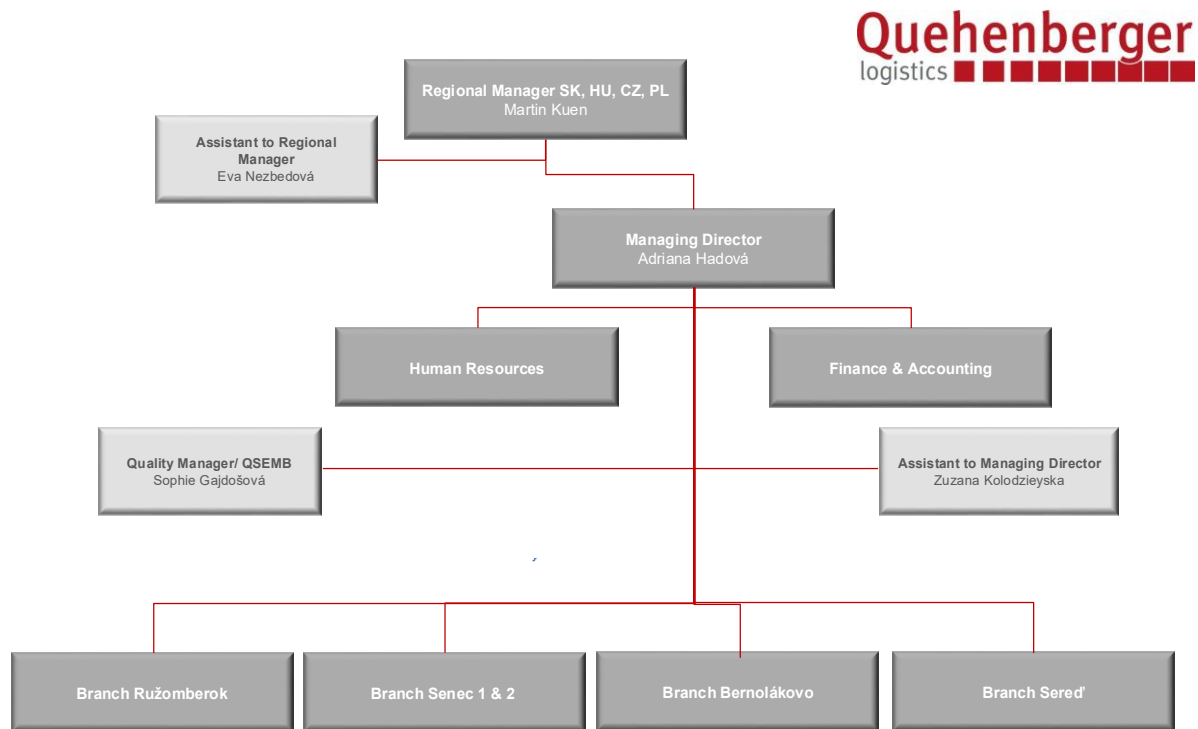 Quehenberger
logistics
Regional Manager SK, HU, CZ, PL
Martin Kuen
Assistant to Regional
Manager
Eva Nezbedová
Managing Director
Adriana Hadová
Human Resources
Finance & Accounting
Quality Manager/ QSEMB
Sophie Gajdošová
Assistant to Managing Director
Zuzana Kolodzieyska
Branch Ružomberok
Branch Senec 1 & 2
Branch Bernolákovo
Branch Sereď